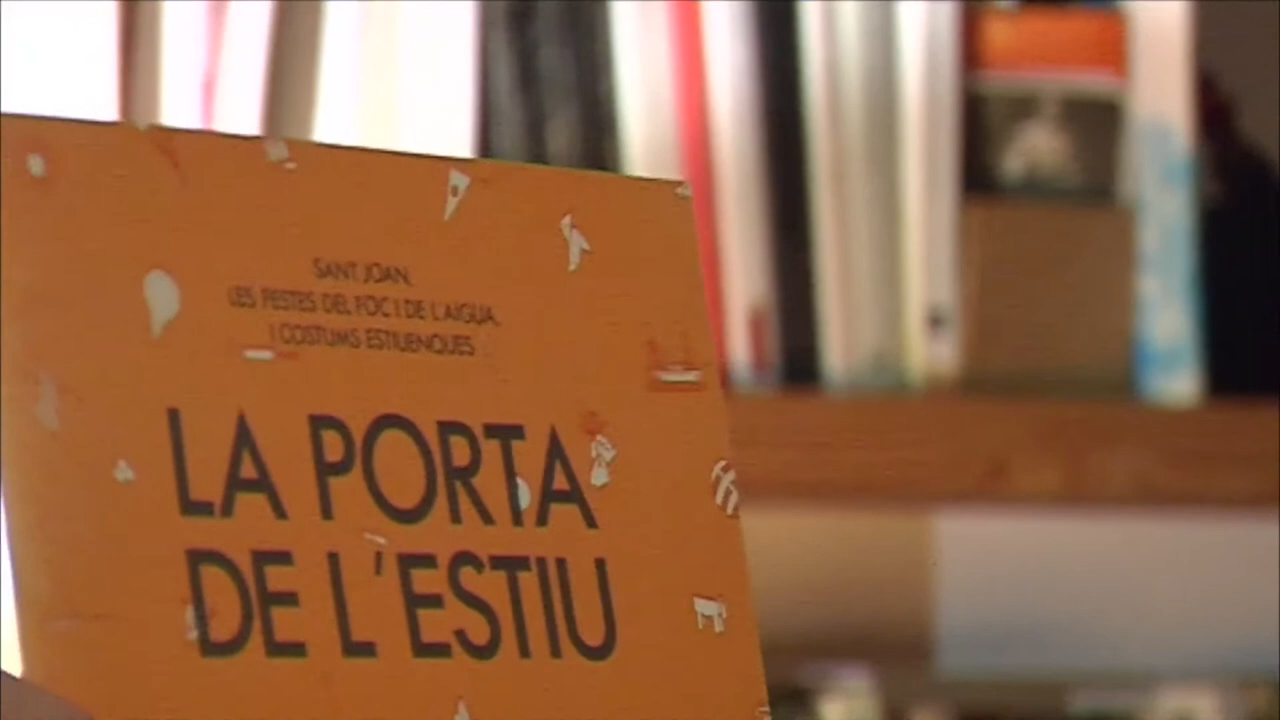 SANT JOAN.
LES FESTES DEL FOC I DE L'AIGUA,
I COSTUMS ESTIUENQUES
LA PORTA
DE L'ESTIU